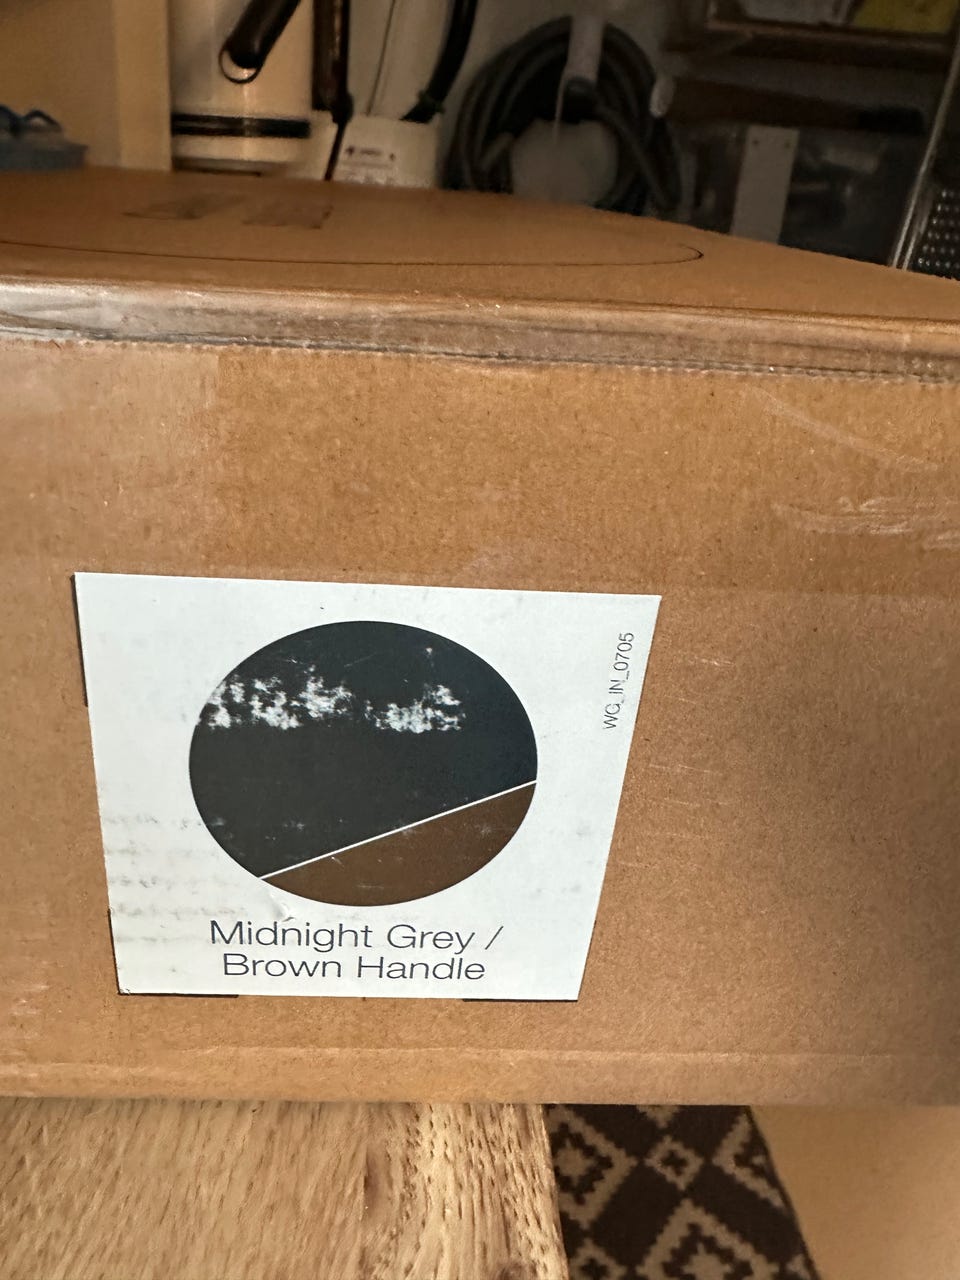 WG_IN_0705
Midnight Grey /
Brown Handle